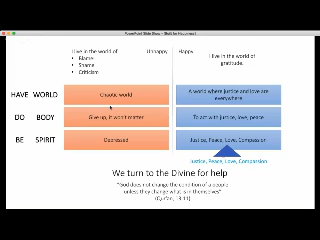 PowerPoint Slide Show - [Shift to Happiness]
I live in the world of
• Blame
• Shame
• Criticism
Unhappy
Happy
I live in the world of
gratitude.
HAVE WORLD
Chaotic world
A world where justice and love are
everywhere
DO BODY
Give up, it won't matter
To act with justice, love, peace
BE SPIRIT
Depressed
Justice, Peace, Love, Compassion
Justice, Peace, Love, Compassion
We turn to the Divine for help
"God does not change the condition of a people
unless they change what is in themselves"
(Qur'an, 13:11)